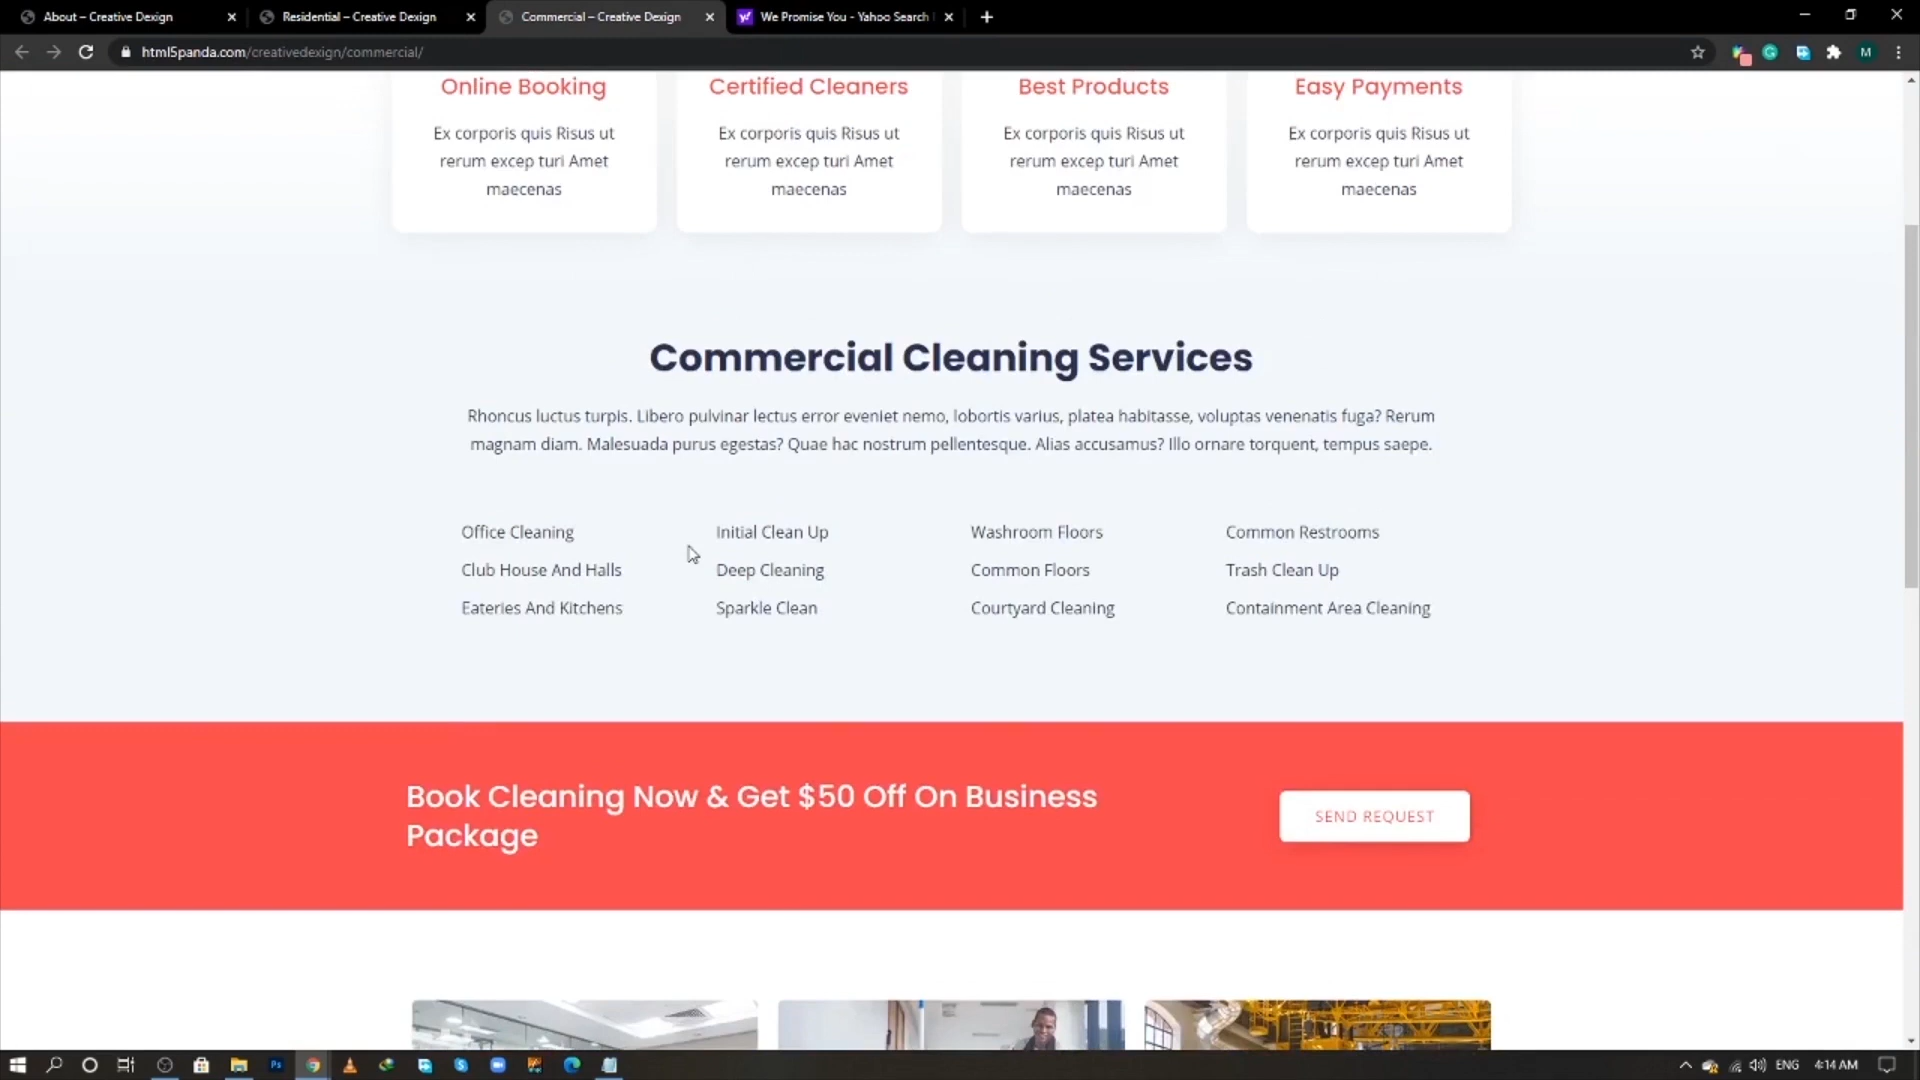 About – Creative Dexign
Residential – Creative Dexign
Commercial – Creative Dexign
We Promise You - Yahoo Search
html5panda.com/creativedexign/commercial/
M
Online Booking
Ex corporis quis Risus ut
rerum excep turi Amet
maecenas
Certified Cleaners
Ex corporis quis Risus ut
rerum excep turi Amet
maecenas
Best Products
Ex corporis quis Risus ut
rerum excep turi Amet
maecenas
Easy Payments
Ex corporis quis Risus ut
rerum excep turi Amet
maecenas
Commercial Cleaning Services
Rhoncus luctus turpis. Libero pulvinar lectus error eveniet nemo, lobortis varius, platea habitasse, voluptas venenatis fuga? Rerum
magnam diam. Malesuada purus egestas? Quae hac nostrum pellentesque. Alias accusamus? Illo ornare torquent, tempus saepe.
Office Cleaning
Club House And Halls
Eateries And Kitchens
Initial Clean Up
Deep Cleaning
Sparkle Clean
Washroom Floors
Common Floors
Courtyard Cleaning
Common Restrooms
Trash Clean Up
Containment Area Cleaning
Book Cleaning Now & Get $50 Off On Business
Package
SEND REQUEST
Ps
ENG
4:14 AM